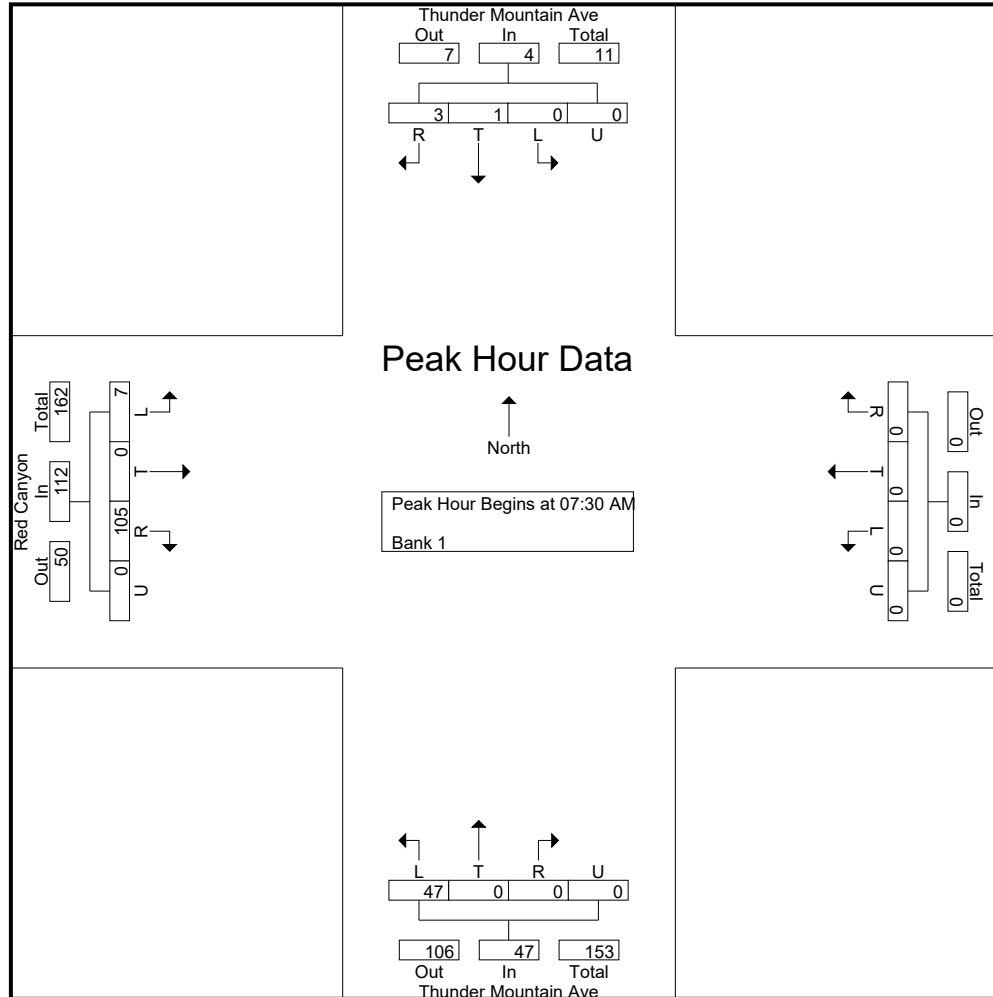 Thunder Mountain Ave
Out In Total
7 4 11
3 1 0 0
R T L U
Peak Hour Data
North
Peak Hour Begins at 07:30 AM
Bank 1
Red Canyon
Out In Total
50 112 162
7 0 105 0
L T R U
R T L U
0 0 0 0
Out In Total
0 0 0
L T R U
47 0 0 0
106 47 153
Out In Total
Thunder Mountain Ave